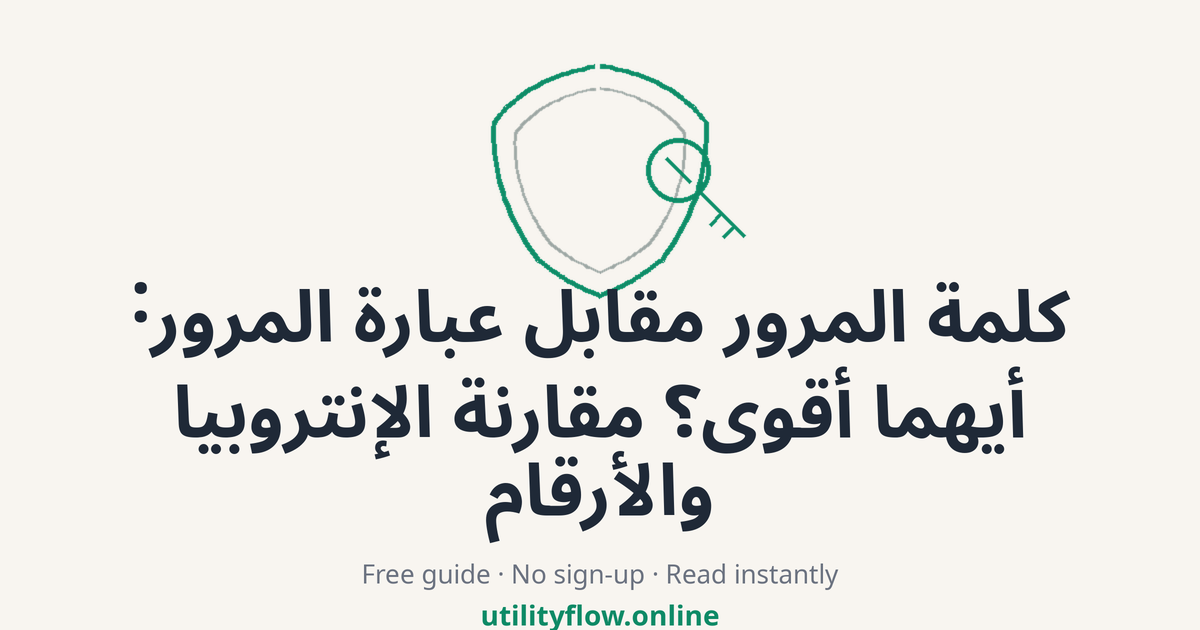 كلمة المرور مقابل عبارة المرور:
أيهما أقوى؟ مقارنة الإنتروبيا
والأرقام
Free guide · No sign-up · Read instantly
utilityflow.online